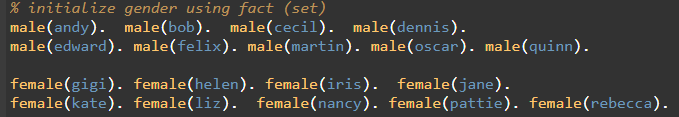 % initialize gender using fact (set)
male(andy).  male(bob).  male(cecil).  male(dennis).
male(edward). male(felix). male(martin). male(oscar). male(quinn).
female(gigi). female(helen). female(iris).  female(jane).
female(kate). female(liz).  female(nancy). female(pattie). female(rebecca).